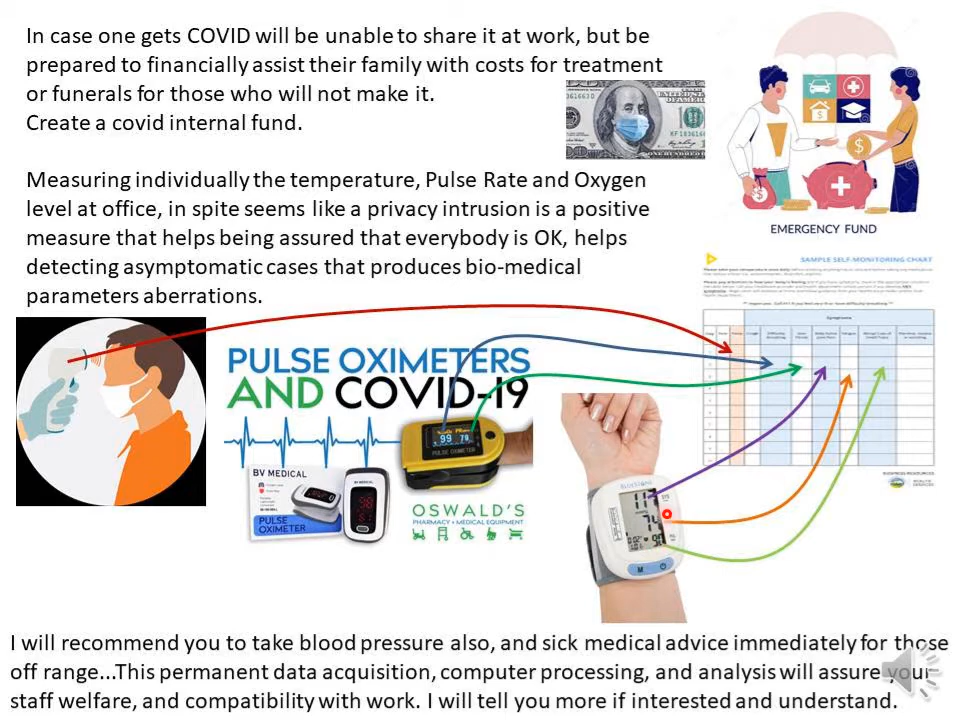 In case one gets COVID will be unable to share it at work, but be
prepared to financially assist their family with costs for treatment
or funerals for those who will not make it.
Create a covid internal fund.
EMERGENCY FUND
Measuring individually the temperature, Pulse Rate and Oxygen
level at office, in spite seems like a privacy intrusion is a positive
measure that helps being assured that everybody is OK, helps
detecting asymptomatic cases that produces bio-medical
parameters aberrations.
SAMPLE SELF-MONITORING CHART
Symptoms
PULSE OXIMETERS
AND COVID-19
99 79
PULSE OXIMETER
BV MEDICAL
BV MEDICAL
PULSE
OXIMETER
OSWALD'S
PHARMACY + MEDICAL EQUIPMENT
BLUESTONE
117
SYS
74
M
I will recommend you to take blood pressure also, and sick medical advice immediately for those
off range...This permanent data acquisition, computer processing, and analysis will assure your
staff welfare, and compatibility with work. I will tell you more if interested and understand.